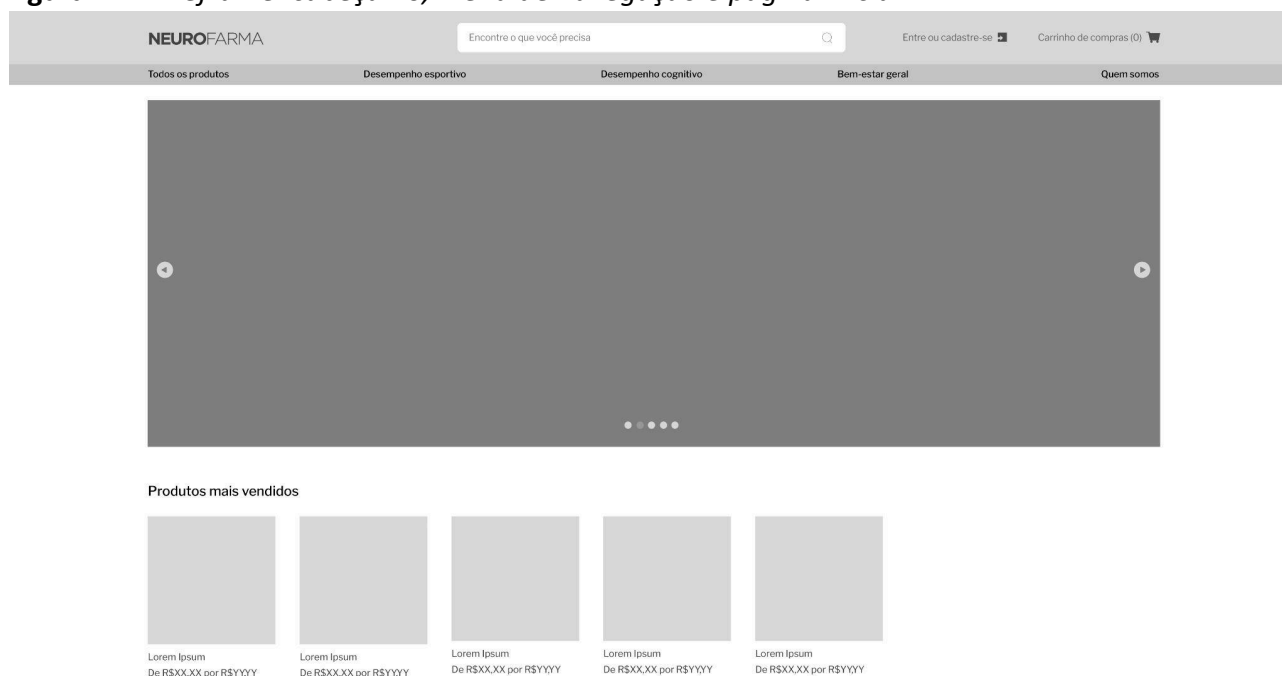 NEUROFARMA
Encontre o que você precisa
Entre ou cadastre-se
Carrinho de compras (0)
Todos os produtos
Desempenho esportivo
Desempenho cognitivo
Bem-estar geral
Quem somos
Produtos mais vendidos
Lorem Ipsum
De R$XX,XX por R$YY,YY
Lorem Ipsum
De R$XX,XX por R$YY,YY
Lorem Ipsum
De R$XX,XX por R$YY,YY
Lorem Ipsum
De R$XX,XX por R$YY,YY
Lorem Ipsum
De R$XX,XX por R$YY,YY